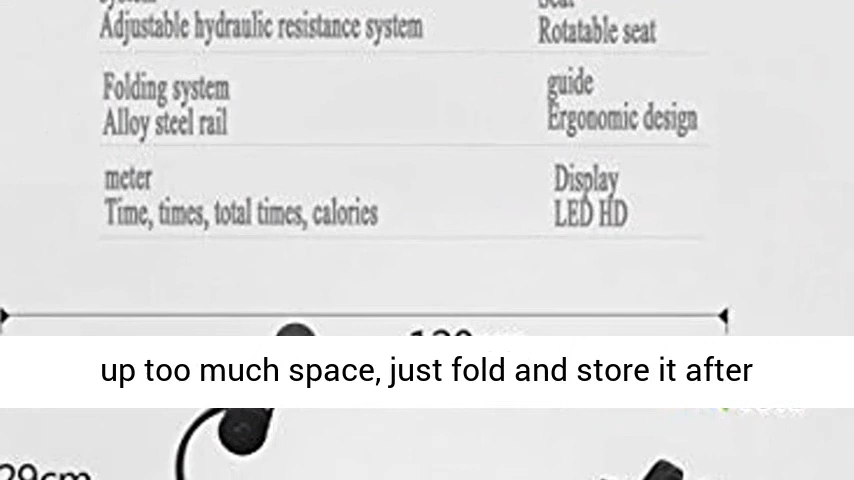 Adjustable hydraulic resistance system
Rotatable seat
Folding system
guide
Alloy steel rail
Ergonomic design
meter
Display
Time, times, total times, calories
LED HD
up too much space, just fold and store it after
29cm